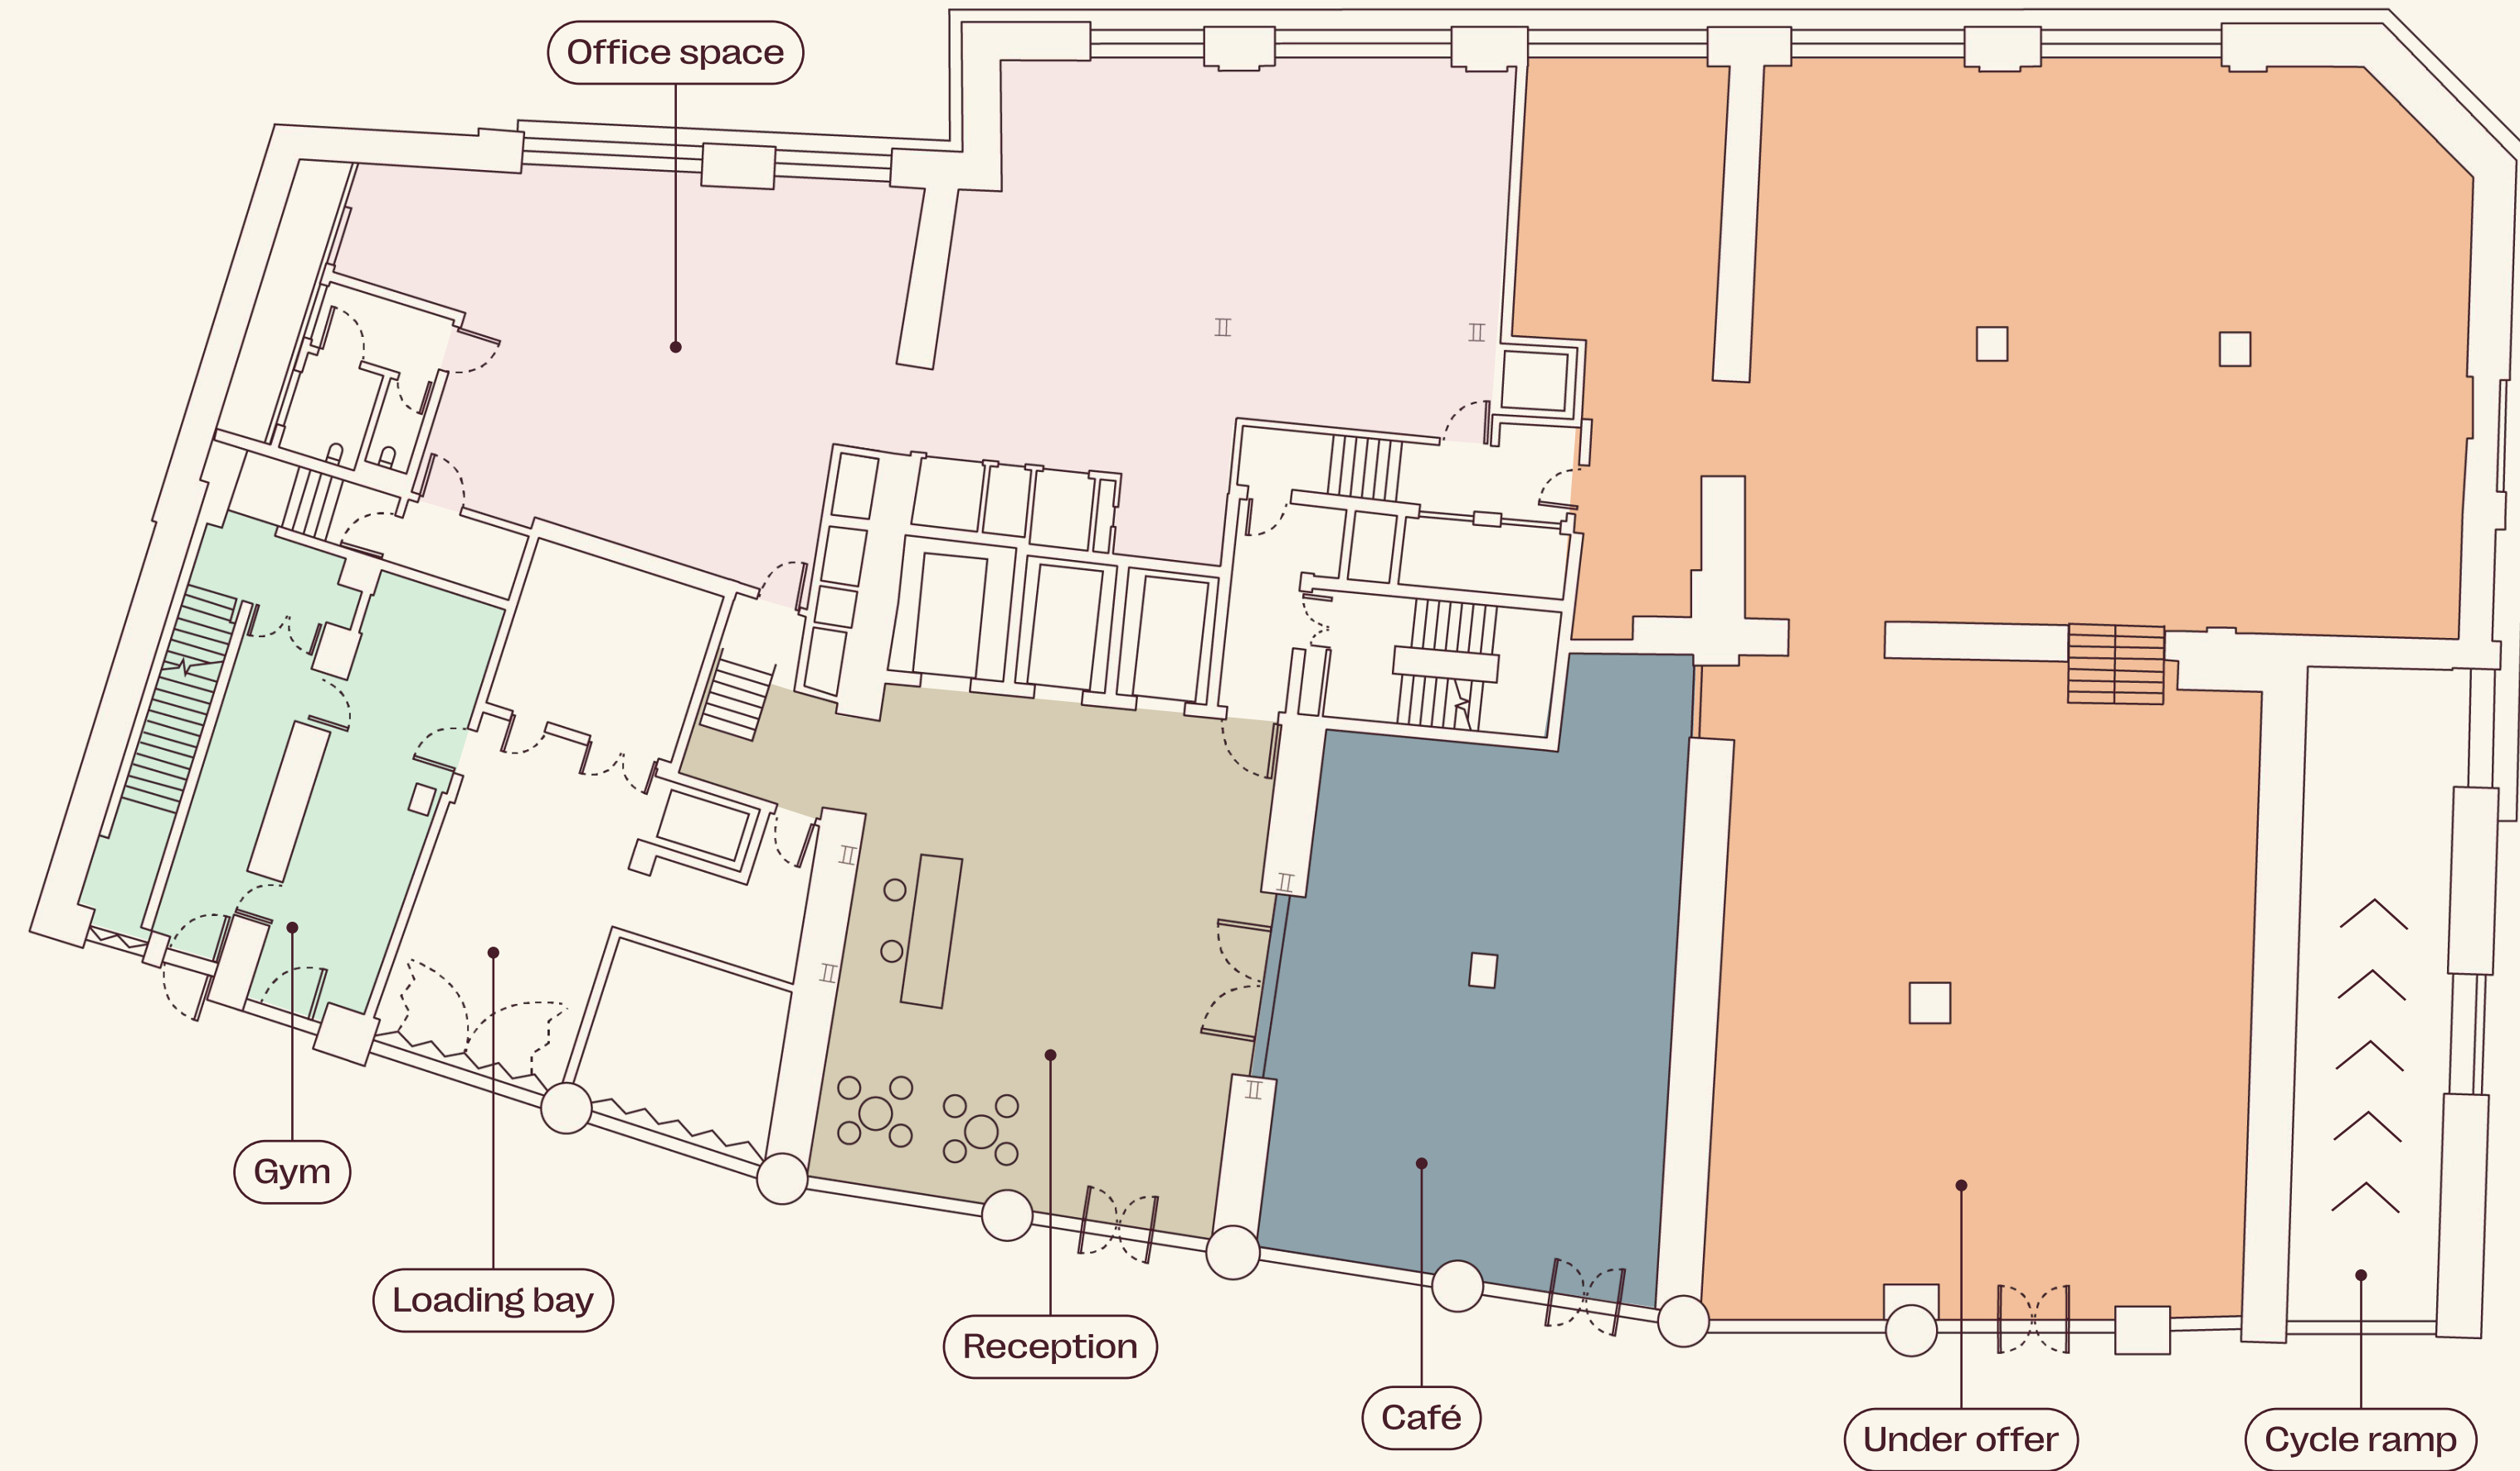 Office space
Gym
Loading bay
Reception
Café
Under offer
Cycle ramp